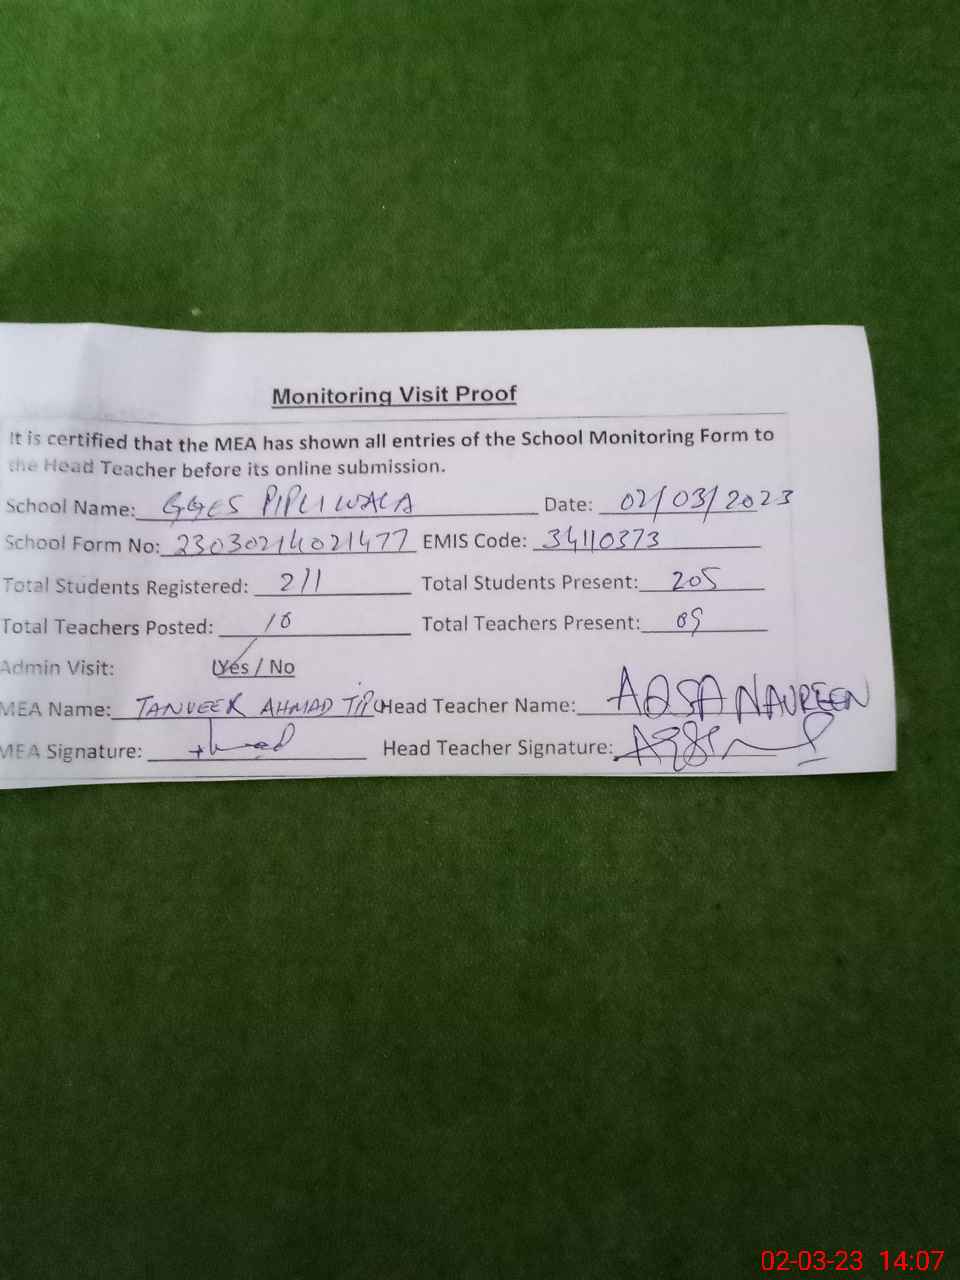 Monitoring Visit Proof
It is certified that the MEA has shown all entries of the School Monitoring Form to
the Head Teacher before its online submission.
School Name: GGES PIPLIWALA Date: 02/03/2023
School Form No: 23030214021477 EMIS Code: 34110373
Total Students Registered: 211 Total Students Present: 205
Total Teachers Posted: 10 Total Teachers Present: 09
Admin Visit: Yes / No
MEA Name: TANVEER AHMAD Head Teacher Name: AQSA NAUREEN
MEA Signature: Head Teacher Signature:
02-03-23 14:07